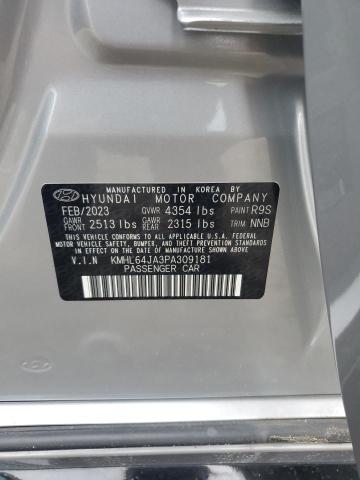 MANUFACTURED IN KOREA BY
HYUNDAI MOTOR COMPANY
FEB/2023 GVWR 4354 lbs PAINT R9S
GAWR FRONT 2513 lbs GAWR REAR 2315 lbs TRIM NNB
THIS VEHICLE CONFORMS TO ALL APPLICABLE U.S.A FEDERAL
MOTOR VEHICLE SAFETY, BUMPER, AND THEFT PREVENTION STANDARDS
IN EFFECT ON THE DATE OF MANUFACTURE SHOWN ABOVE.
V.I.N KMHL64JA3PA309181
PASSENGER CAR